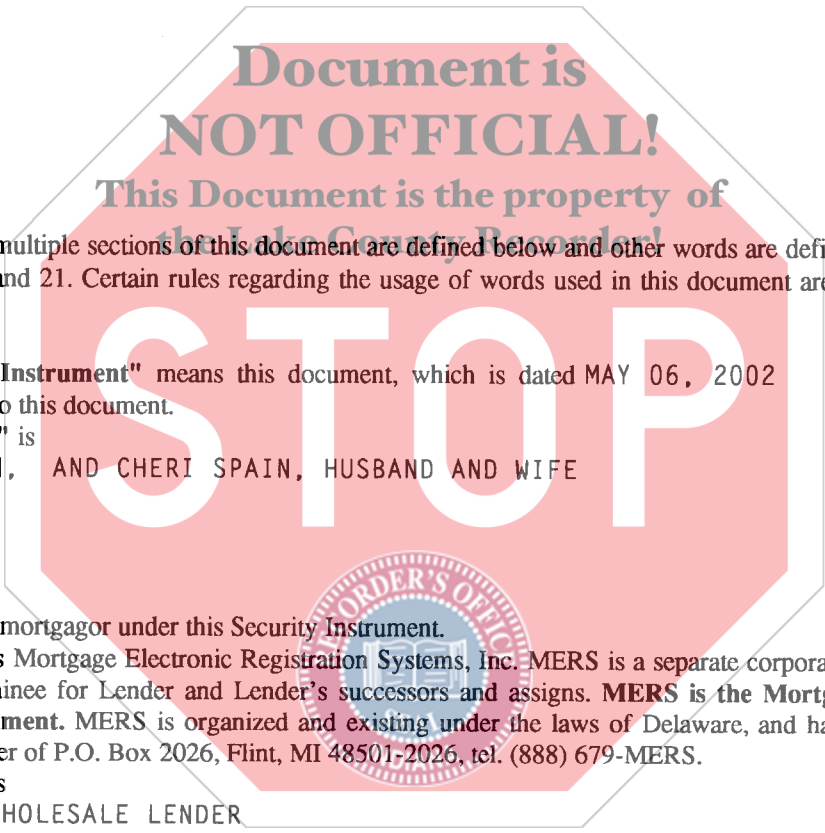 Document is
NOT OFFICIAL!
This Document is the property of
the Lake County Recorder!
multiple sections of this document are defined below and other words are defi
nd 21. Certain rules regarding the usage of words used in this document are
Instrument" means this document, which is dated MAY 06, 2002
o this document.
" is
, AND CHERI SPAIN, HUSBAND AND WIFE
STOP
RECORDER'S OFFICE
mortgagor under this Security Instrument.
s Mortgage Electronic Registration Systems, Inc. MERS is a separate corpora
inee for Lender and Lender's successors and assigns. MERS is the Mortg
ment. MERS is organized and existing under the laws of Delaware, and ha
er of P.O. Box 2026, Flint, MI 48501-2026, tel. (888) 679-MERS.
s
HOLESALE LENDER